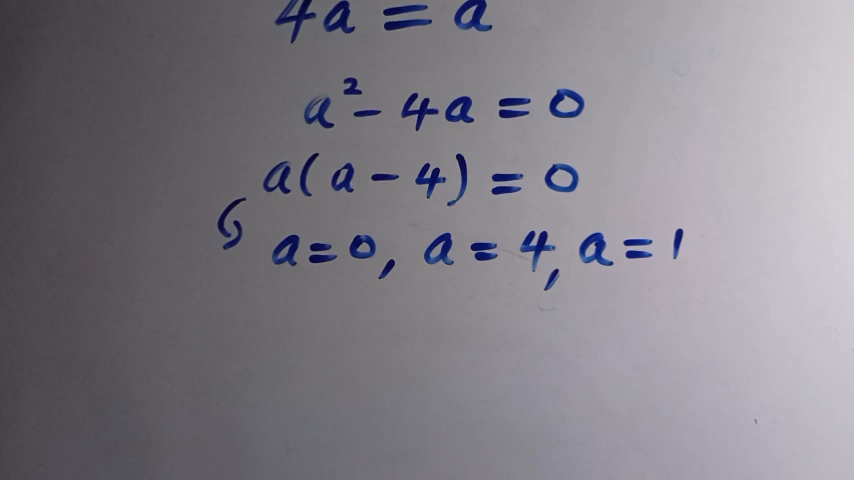 4a = a
a² - 4a = 0
a(a - 4) = 0
a = 0, a = 4, a = 1